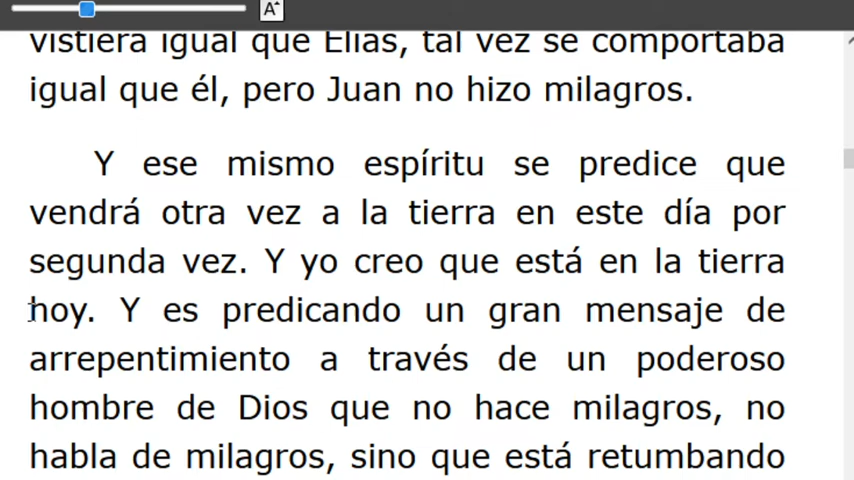 A
vistiera igual que Elías, tal vez se comportaba
igual que él, pero Juan no hizo milagros.
Y ese mismo espíritu se predice que
vendrá otra vez a la tierra en este día por
segunda vez. Y yo creo que está en la tierra
hoy. Y es predicando un gran mensaje de
arrepentimiento a través de un poderoso
hombre de Dios que no hace milagros, no
habla de milagros, sino que está retumbando